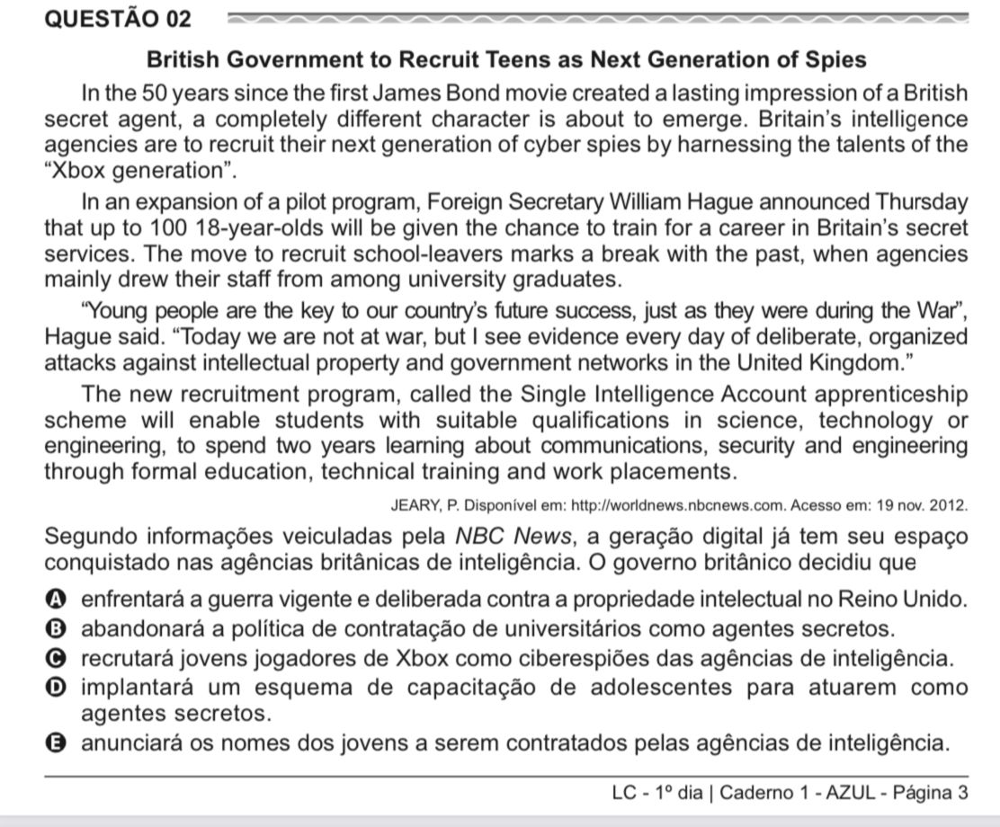 QUESTÃO 02
British Government to Recruit Teens as Next Generation of Spies
In the 50 years since the first James Bond movie created a lasting impression of a British
secret agent, a completely different character is about to emerge. Britain’s intelligence
agencies are to recruit their next generation of cyber spies by harnessing the talents of the
“Xbox generation”.
In an expansion of a pilot program, Foreign Secretary William Hague announced Thursday
that up to 100 18-year-olds will be given the chance to train for a career in Britain’s secret
services. The move to recruit school-leavers marks a break with the past, when agencies
mainly drew their staff from among university graduates.
“Young people are the key to our country’s future success, just as they were during the War”,
Hague said. “Today we are not at war, but I see evidence every day of deliberate, organized
attacks against intellectual property and government networks in the United Kingdom.”
The new recruitment program, called the Single Intelligence Account apprenticeship
scheme will enable students with suitable qualifications in science, technology or
engineering, to spend two years learning about communications, security and engineering
through formal education, technical training and work placements.
JEARY, P. Disponível em: http://worldnews.nbcnews.com. Acesso em: 19 nov. 2012.
Segundo informações veiculadas pela NBC News, a geração digital já tem seu espaço
conquistado nas agências britânicas de inteligência. O governo britânico decidiu que
A enfrentará a guerra vigente e deliberada contra a propriedade intelectual no Reino Unido.
B abandonará a política de contratação de universitários como agentes secretos.
C recrutará jovens jogadores de Xbox como ciberespiões das agências de inteligência.
D implantará um esquema de capacitação de adolescentes para atuarem como
agentes secretos.
E anunciará os nomes dos jovens a serem contratados pelas agências de inteligência.
LC - 1º dia | Caderno 1 - AZUL - Página 3